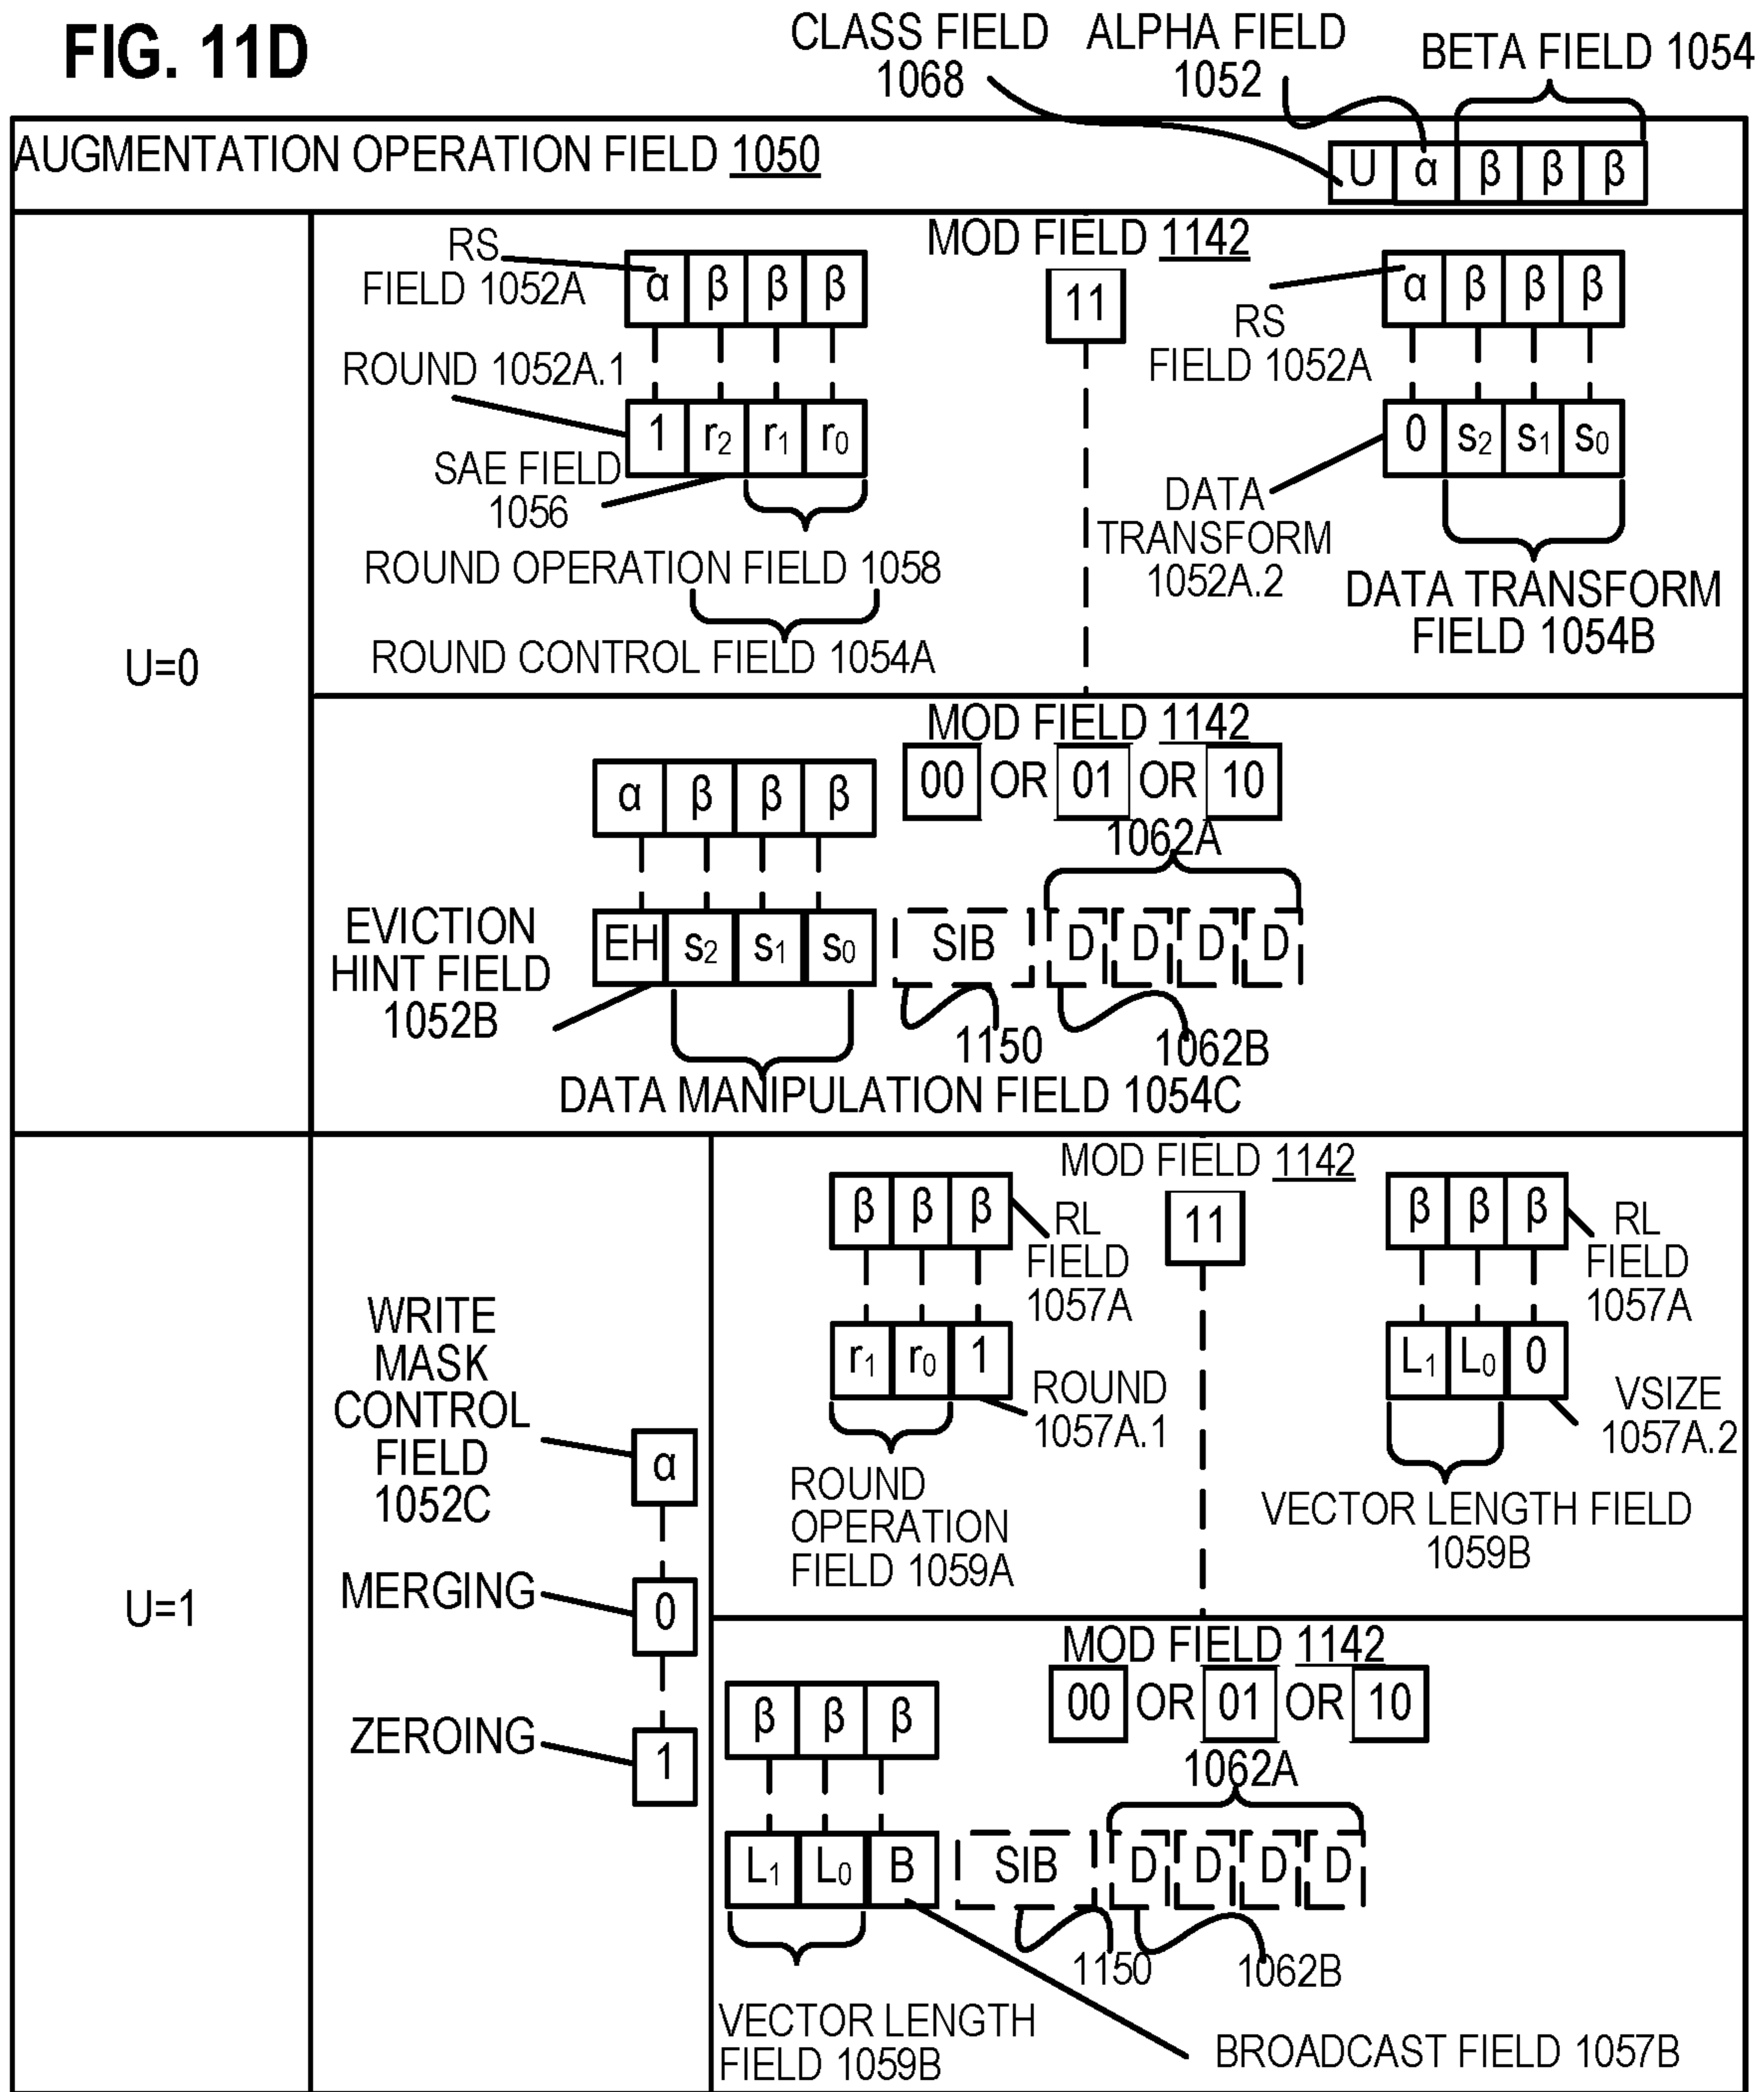 FIG. 11D
CLASS FIELD
1068
ALPHA FIELD
1052
BETA FIELD 1054
AUGMENTATION OPERATION FIELD 1050
U α β β β
U=0
MOD FIELD 1142
11
RS
FIELD 1052A
α β β β
ROUND 1052A.1
1 r2 r1 r0
SAE FIELD
1056
ROUND OPERATION FIELD 1058
ROUND CONTROL FIELD 1054A
α β β β
RS
FIELD 1052A
0 s2 s1 s0
DATA
TRANSFORM
1052A.2
DATA TRANSFORM
FIELD 1054B
MOD FIELD 1142
00 OR 01 OR 10
α β β β
1062A
EVICTION
HINT FIELD
1052B
EH s2 s1 s0
SIB
D D D D
1150
1062B
DATA MANIPULATION FIELD 1054C
U=1
WRITE
MASK
CONTROL
FIELD
1052C
α
MERGING
0
ZEROING
1
MOD FIELD 1142
11
β β β
RL
FIELD
1057A
r1 r0 1
ROUND
1057A.1
ROUND
OPERATION
FIELD 1059A
β β β
RL
FIELD
1057A
L1 L0 0
VSIZE
1057A.2
VECTOR LENGTH FIELD
1059B
MOD FIELD 1142
00 OR 01 OR 10
β β β
1062A
L1 L0 B
SIB
D D D D
1150
1062B
VECTOR LENGTH
FIELD 1059B
BROADCAST FIELD 1057B